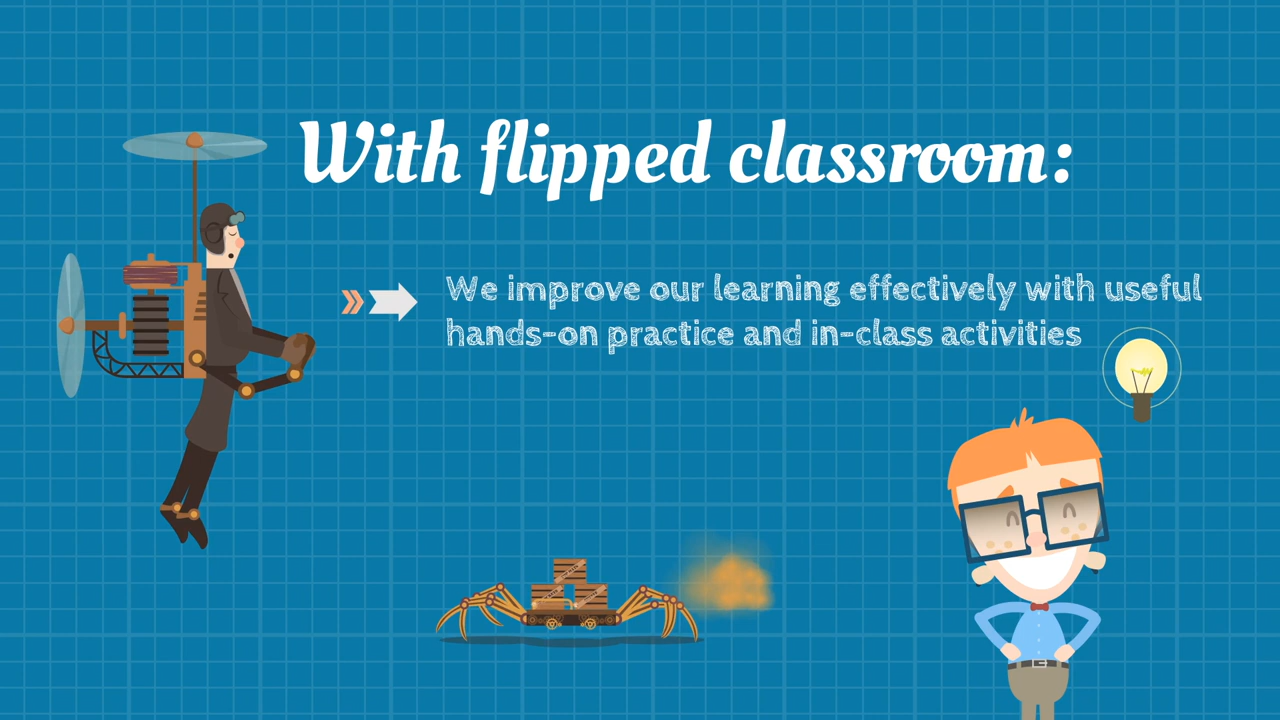 With flipped classroom:
We improve our learning effectively with useful
hands-on practice and in-class activities